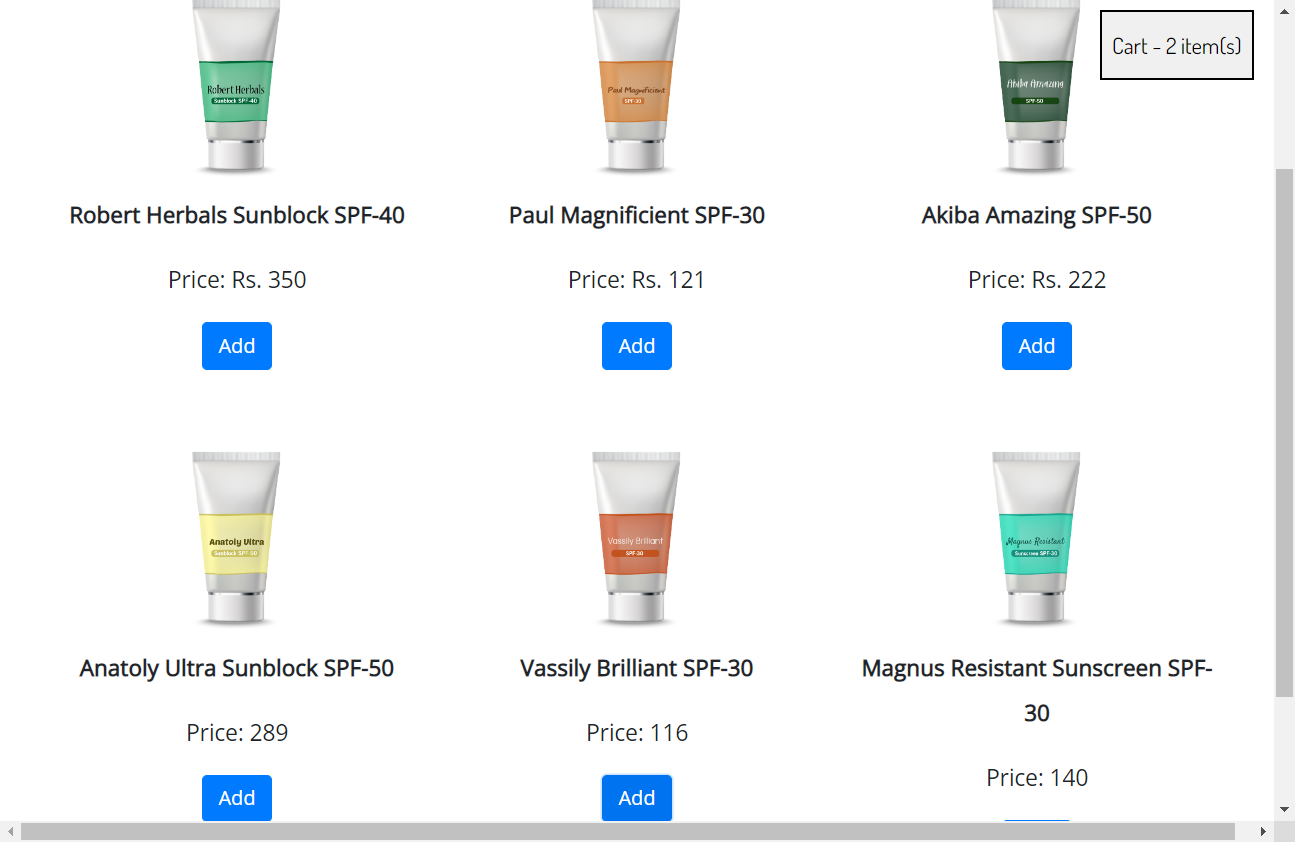 Cart - 2 item(s)
Robert Herbals
Sunblock SPF-40
Paul Magnificient
SPF-30
Akiba Amazing
SPF-50
Robert Herbals Sunblock SPF-40
Paul Magnificient SPF-30
Akiba Amazing SPF-50
Price: Rs. 350
Price: Rs. 121
Price: Rs. 222
Add
Add
Add
Anatoly Ultra
Sunblock SPF-50
Vassily Brilliant
SPF-30
Magnus Resistant
Sunscreen SPF-30
Anatoly Ultra Sunblock SPF-50
Vassily Brilliant SPF-30
Magnus Resistant Sunscreen SPF-
30
Price: 289
Price: 116
Price: 140
Add
Add